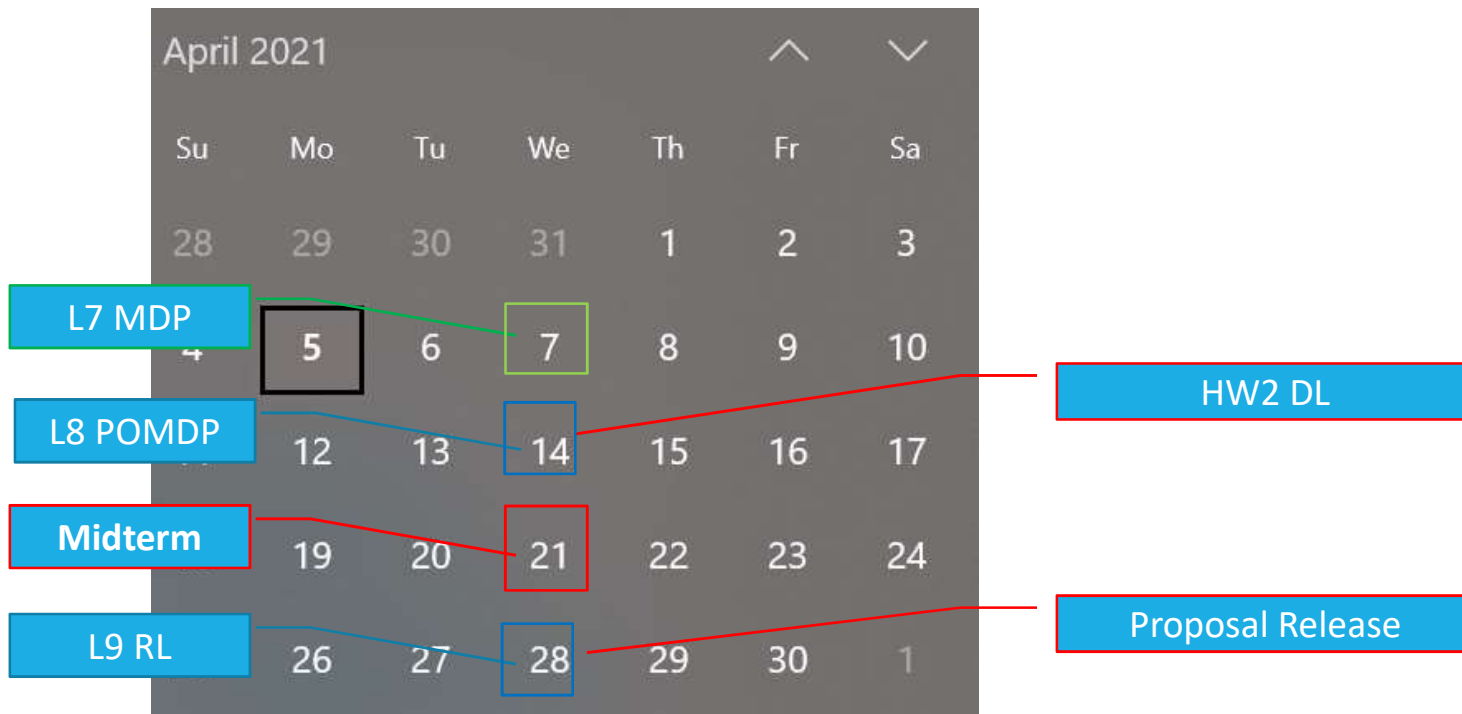 April 2021
Su Mo Tu We Th Fr Sa
28 29 30 31 1 2 3
L7 MDP
4 5 6 7 8 9 10
HW2 DL
L8 POMDP
12 13 14 15 16 17
Midterm
19 20 21 22 23 24
Proposal Release
L9 RL
26 27 28 29 30 1